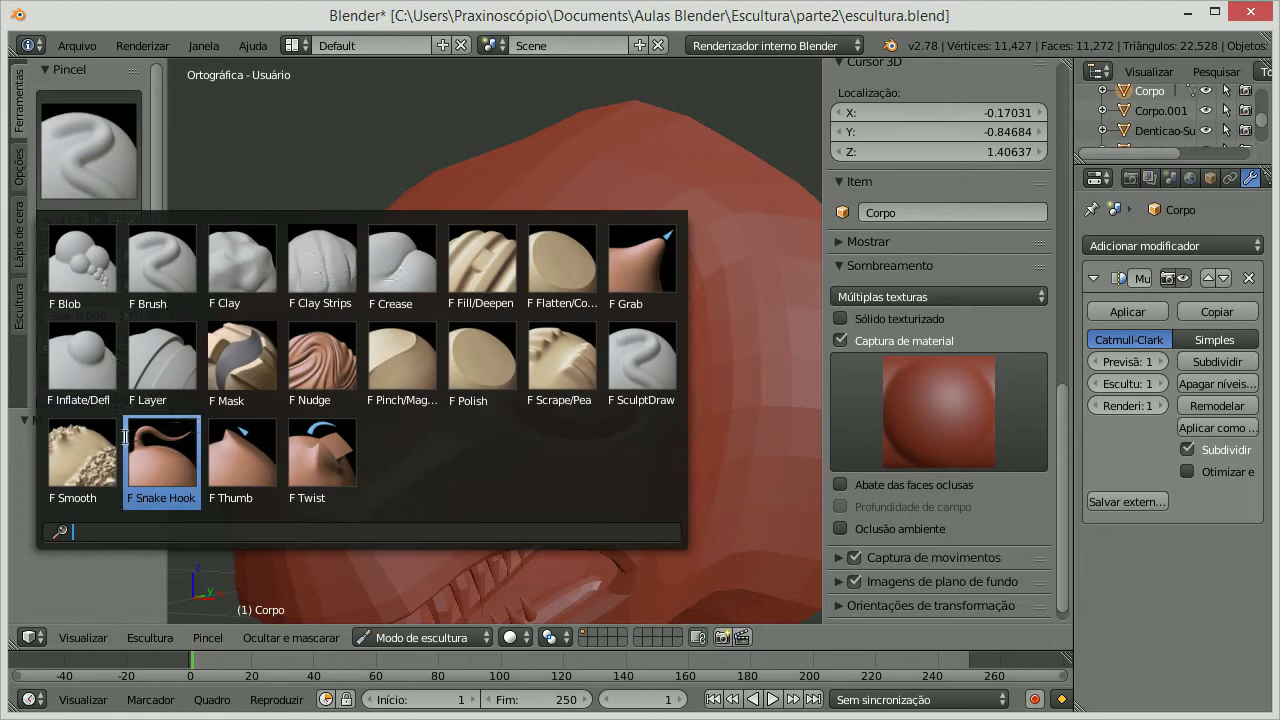 Blender* [C:\Users\Praxinoscópio\Documents\Aulas Blender\Escultura\parte2\escultura.blend]
Arquivo Renderizar Janela Ajuda Default Scene Renderizador interno Blender v2.78 | Vértices: 11,427 | Faces: 11,272 | Triângulos: 22,528 | Objetos:
Ferramentas
Opções
Lápis de cera
Escultura
Pincel
Ortográfica - Usuário
F Blob F Brush F Clay F Clay Strips F Crease F Fill/Deepen F Flatten/Co... F Grab
F Inflate/Defl F Layer F Mask F Nudge F Pinch/Mag... F Polish F Scrape/Pea F SculptDraw
F Smooth F Snake Hook F Thumb F Twist
z
y
(1) Corpo
Cursor 3D
Localização:
X: -0.17031
Y: -0.84684
Z: 1.40637
Item
Corpo
Mostrar
Sombreamento
Múltiplas texturas
Sólido texturizado
Captura de material
Abate das faces oclusas
Profundidade de campo
Oclusão ambiente
Captura de movimentos
Imagens de plano de fundo
Orientações de transformação
Visualizar Pesquisar To
Corpo
Corpo.001
Denticao-Su
Corpo
Adicionar modificador
Mu
Aplicar Copiar
Catmull-Clark Simples
Previsã: 1 Subdividir
Escultu: 1 Apagar níveis...
Renderi: 1 Remodelar
Aplicar como ...
Subdividir
Otimizar e
Salvar extern...
Visualizar Escultura Pincel Ocultar e mascarar Modo de escultura
-40 -20 0 20 40 60 80 100 120 140 160 180 200 220 240 260
Visualizar Marcador Quadro Reproduzir Início: 1 Fim: 250 1 Sem sincronização